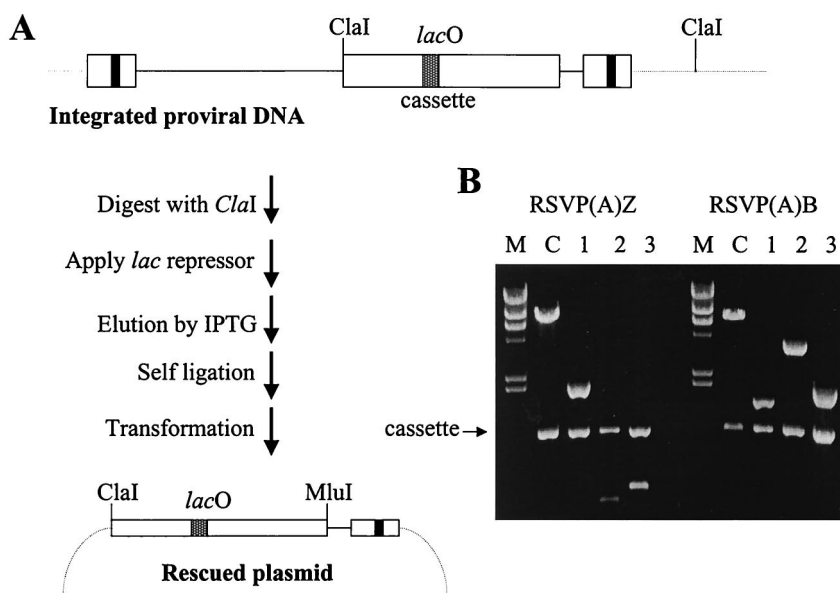 A
ClaI
lacO
ClaI
cassette
Integrated proviral DNA
Digest with ClaI
Apply lac repressor
Elution by IPTG
Self ligation
Transformation
ClaI
lacO
MluI
Rescued plasmid
B
RSVP(A)Z
RSVP(A)B
M C 1 2 3
M C 1 2 3
cassette